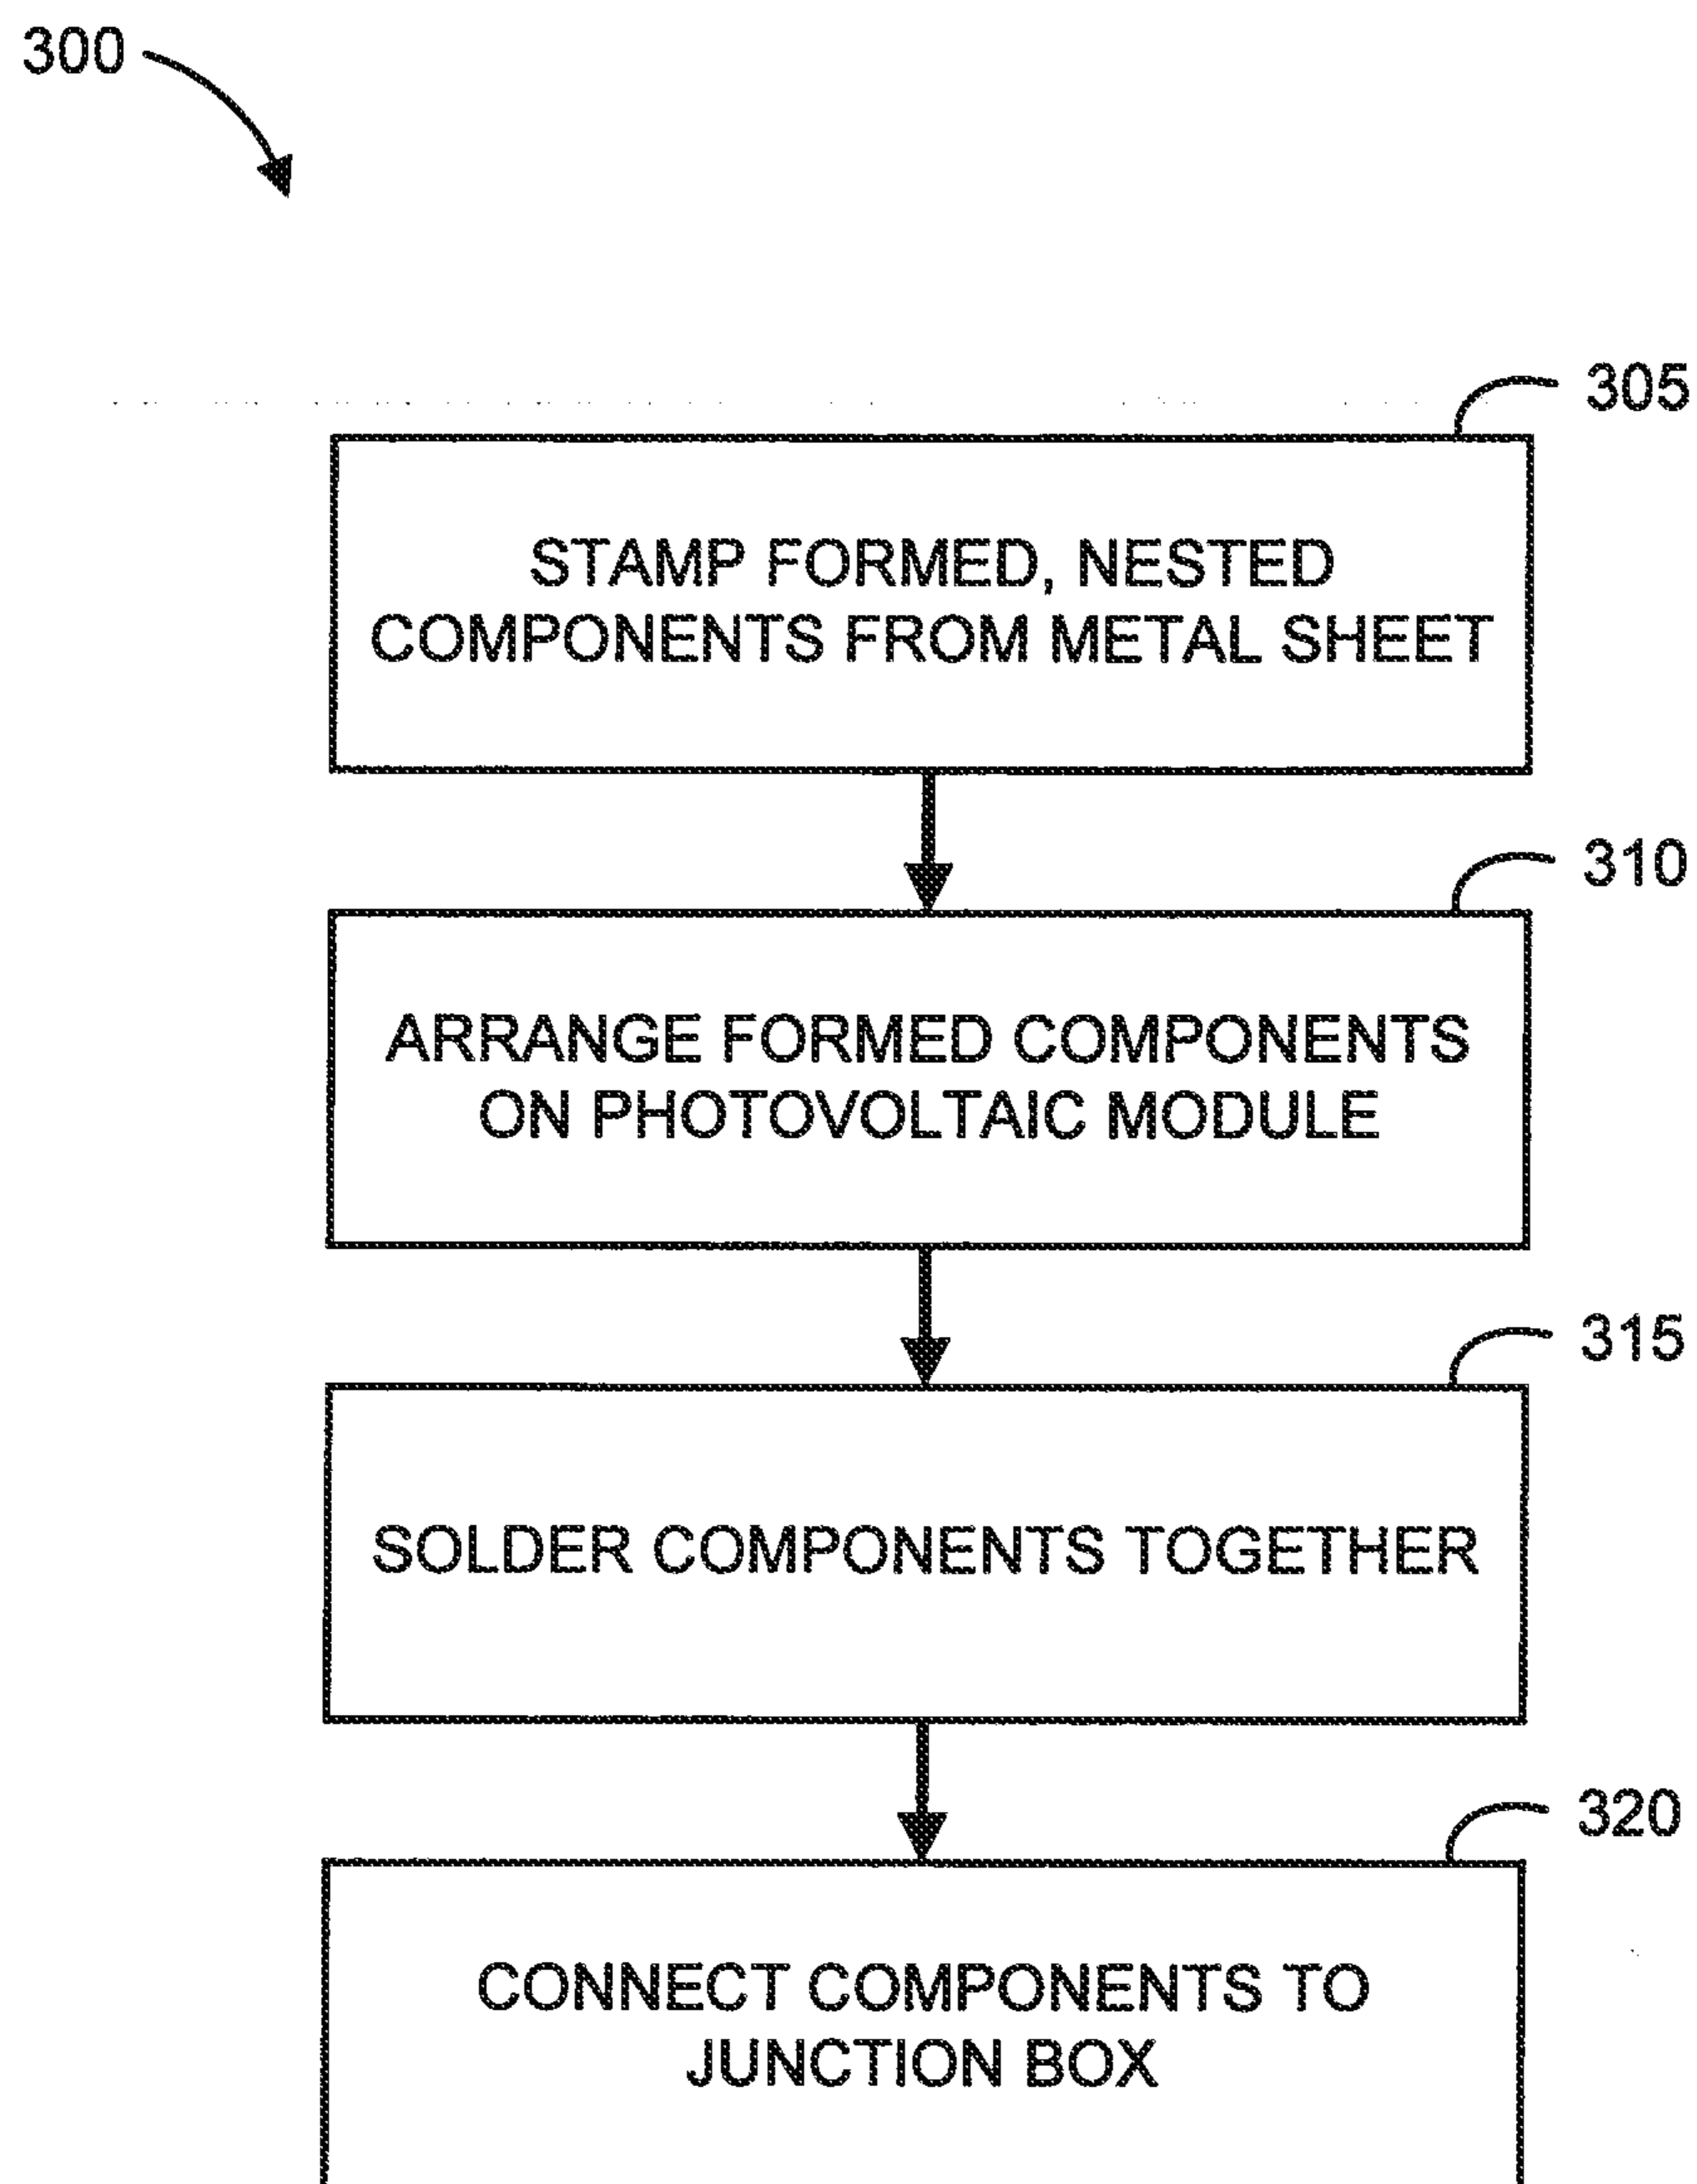 300
305
STAMP FORMED, NESTED
COMPONENTS FROM METAL SHEET
310
ARRANGE FORMED COMPONENTS
ON PHOTOVOLTAIC MODULE
315
SOLDER COMPONENTS TOGETHER
320
CONNECT COMPONENTS TO
JUNCTION BOX